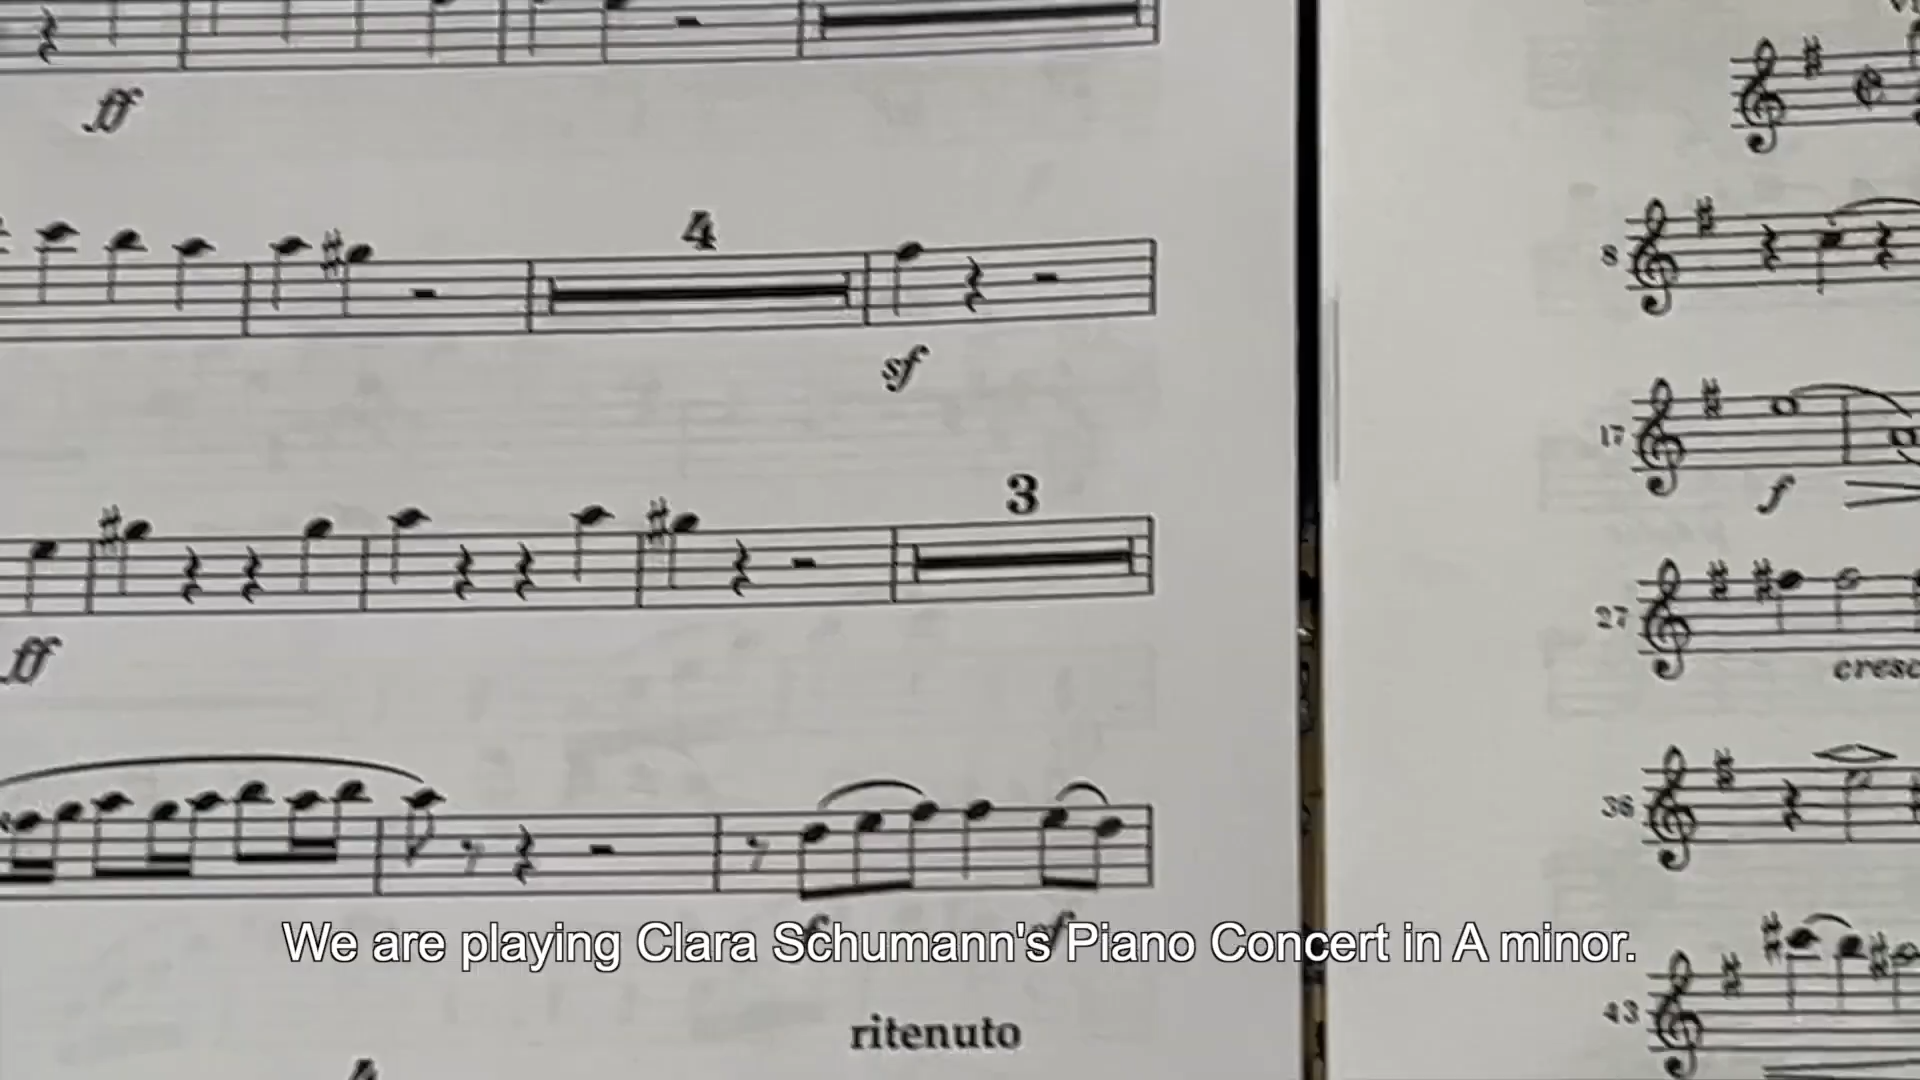 ff
4
sf
3
ff
We are playing Clara Schumann's Piano Concert in A minor.
ritenuto
8
17
f
27
cresc
36
43